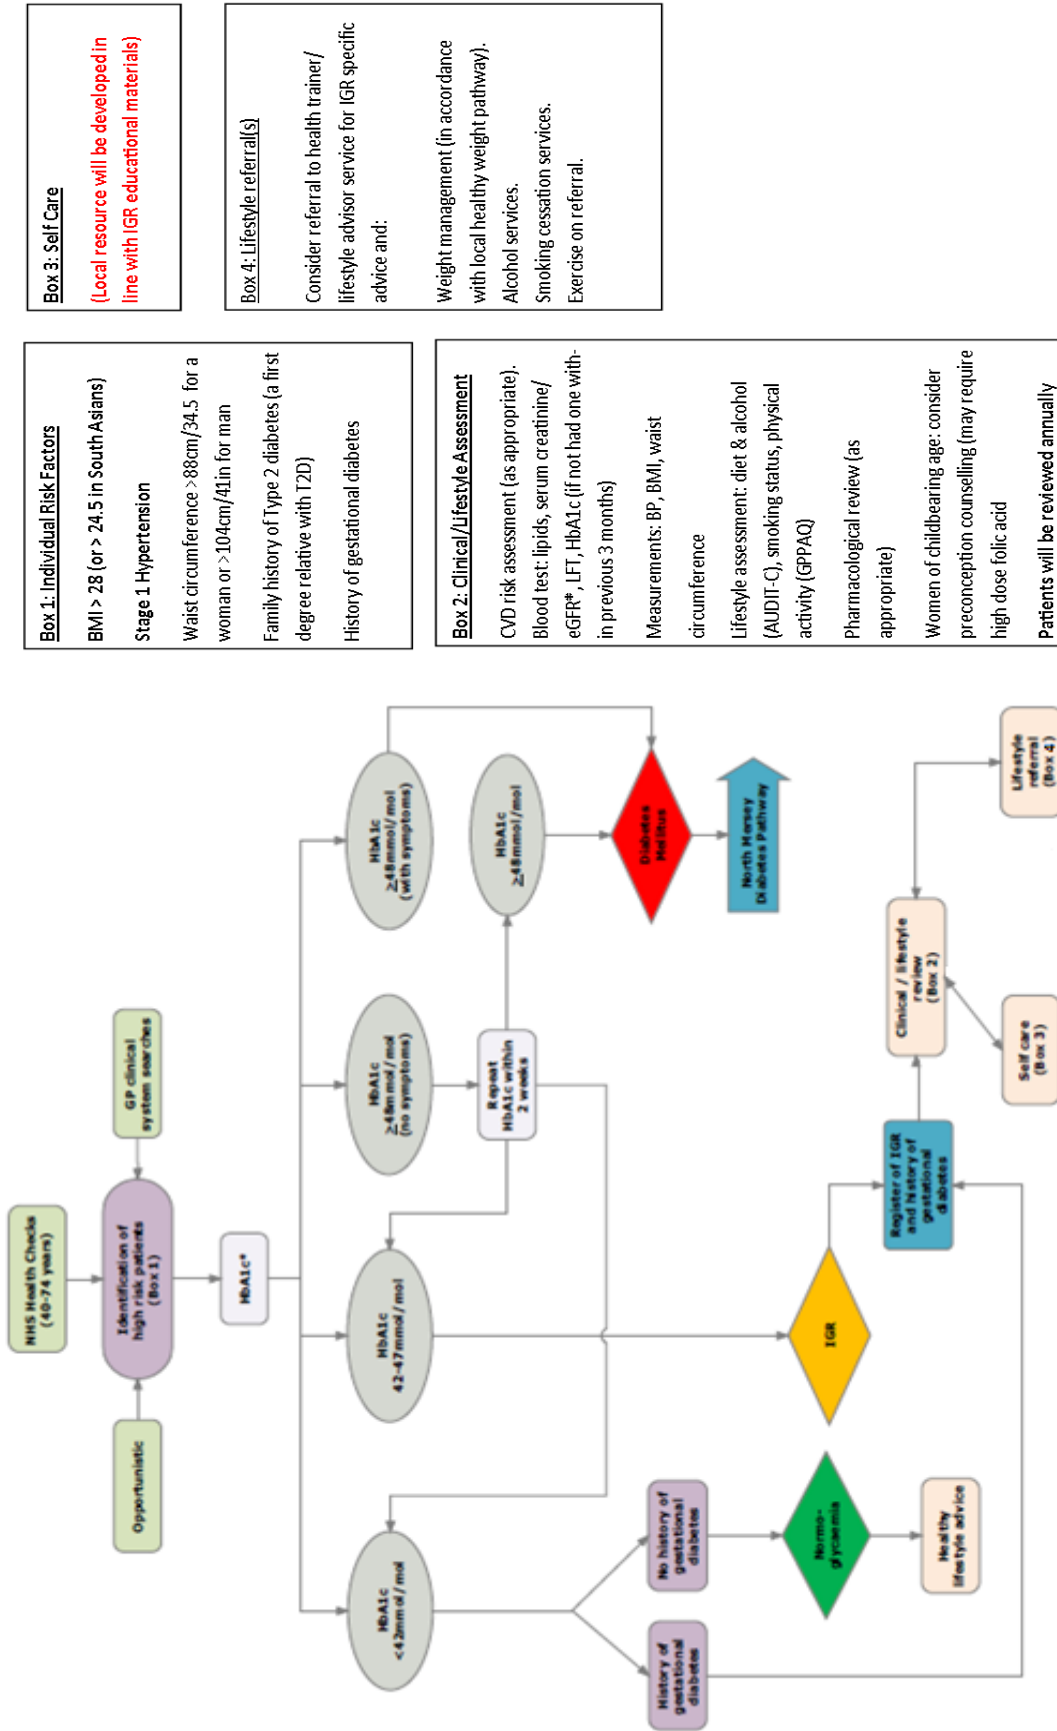 NHS Health Checks
(40-74 years)
Opportunistic
Identification of
high risk patients
(Box 1)
GP clinical
system searches
HbA1c*
HbA1c
<42mmol/mol
HbA1c
42-47mmol/mol
HbA1c
≥48mmol/mol
(no symptoms)
HbA1c
≥48mmol/mol
(with symptoms)
Repeat
HbA1c within
2 weeks
HbA1c
≥48mmol/mol
History of
gestational
diabetes
No history of
gestational
diabetes
Diabetes
Mellitus
Normo-
glycaemia
IGR
North Mersey
Diabetes Pathway
Healthy
lifestyle advice
Register of IGR
and history of
gestational
diabetes
Clinical / lifestyle
review
(Box 2)
Self care
(Box 3)
Lifestyle
referral
(Box 4)
Box 1: Individual Risk Factors
BMI > 28 (or > 24.5 in South Asians)
Stage 1 Hypertension
Waist circumference >88cm/34.5 for a
woman or >104cm/41in for man
Family history of Type 2 diabetes (a first
degree relative with T2D)
History of gestational diabetes
Box 2: Clinical/Lifestyle Assessment
CVD risk assessment (as appropriate).
Blood test: lipids, serum creatinine/
eGFR*, LFT, HbA1c (if not had one with-
in previous 3 months)
Measurements: BP, BMI, waist
circumference
Lifestyle assessment: diet & alcohol
(AUDIT-C), smoking status, physical
activity (GPPAQ)
Pharmacological review (as
appropriate)
Women of childbearing age: consider
preconception counselling (may require
high dose folic acid
Patients will be reviewed annually
Box 3: Self Care
(Local resource will be developed in
line with IGR educational materials)
Box 4: Lifestyle referral(s)
Consider referral to health trainer/
lifestyle advisor service for IGR specific
advice and:
Weight management (in accordance
with local healthy weight pathway).
Alcohol services.
Smoking cessation services.
Exercise on referral.